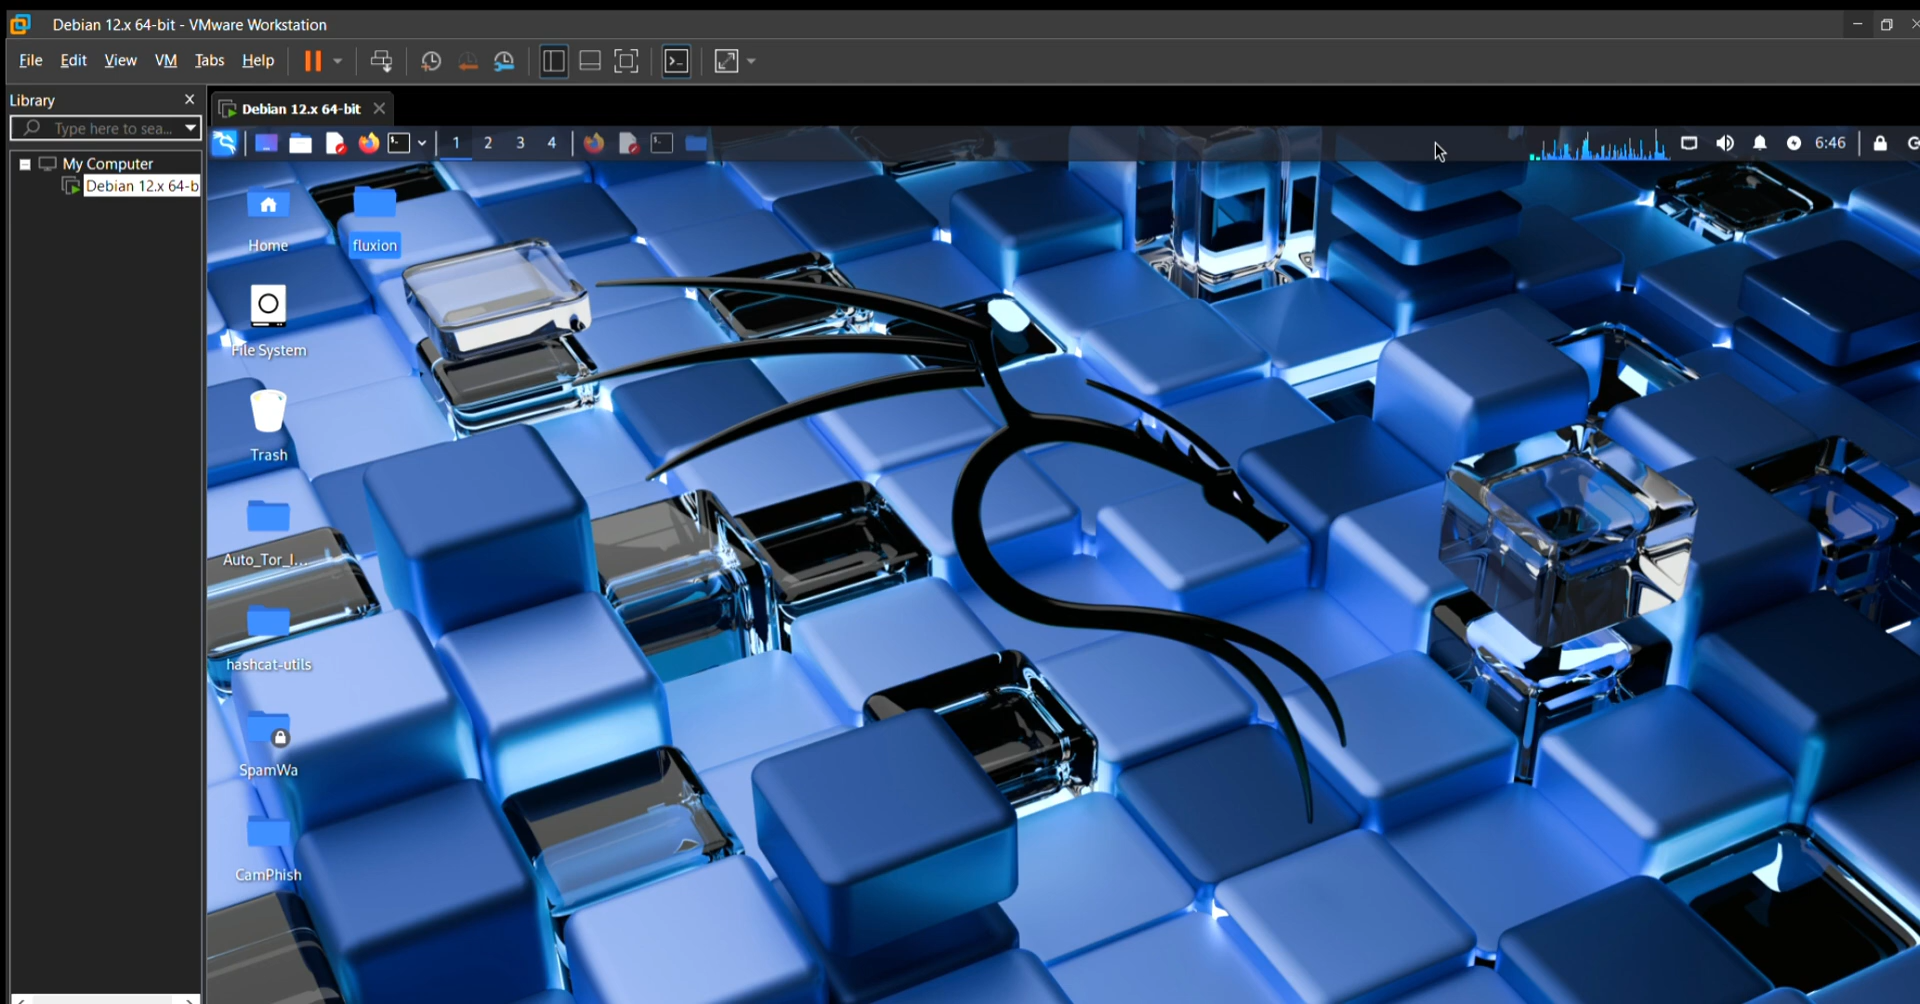 Debian 12.x 64-bit - VMware Workstation
File Edit View VM Tabs Help
Library
Type here to sea...
My Computer
Debian 12.x 64-b
Debian 12.x 64-bit
1 2 3 4
6:46
Home
fluxion
File System
Trash
Auto_Tor_I...
hashcat-utils
SpamWa
CamPhish